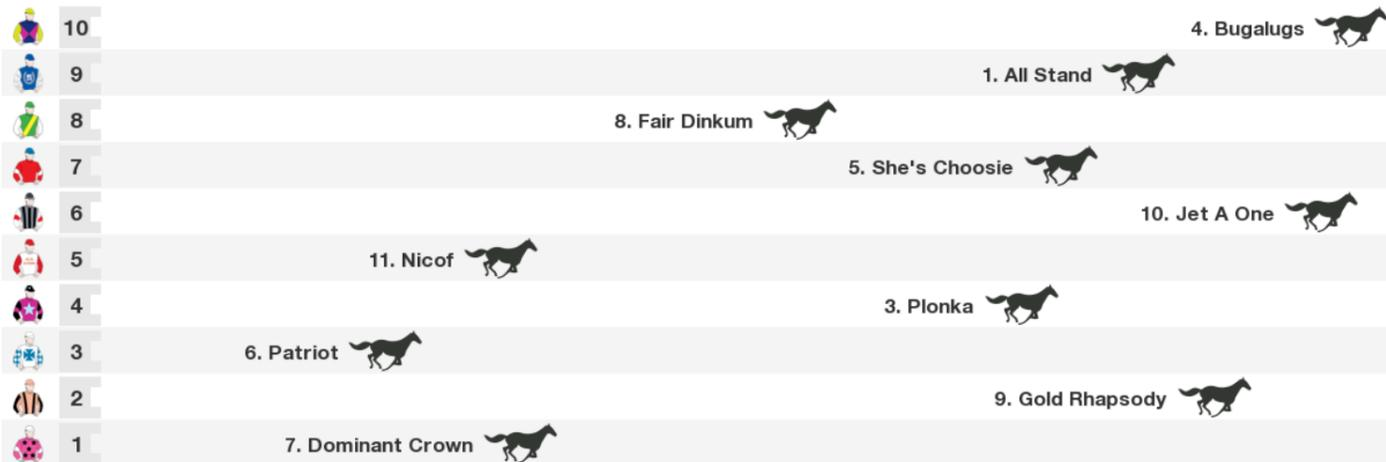 10 4. Bugalugs
9 1. All Stand
8 8. Fair Dinkum
7 5. She's Choosie
6 10. Jet A One
5 11. Nicof
4 3. Plonka
3 6. Patriot
2 9. Gold Rhapsody
1 7. Dominant Crown